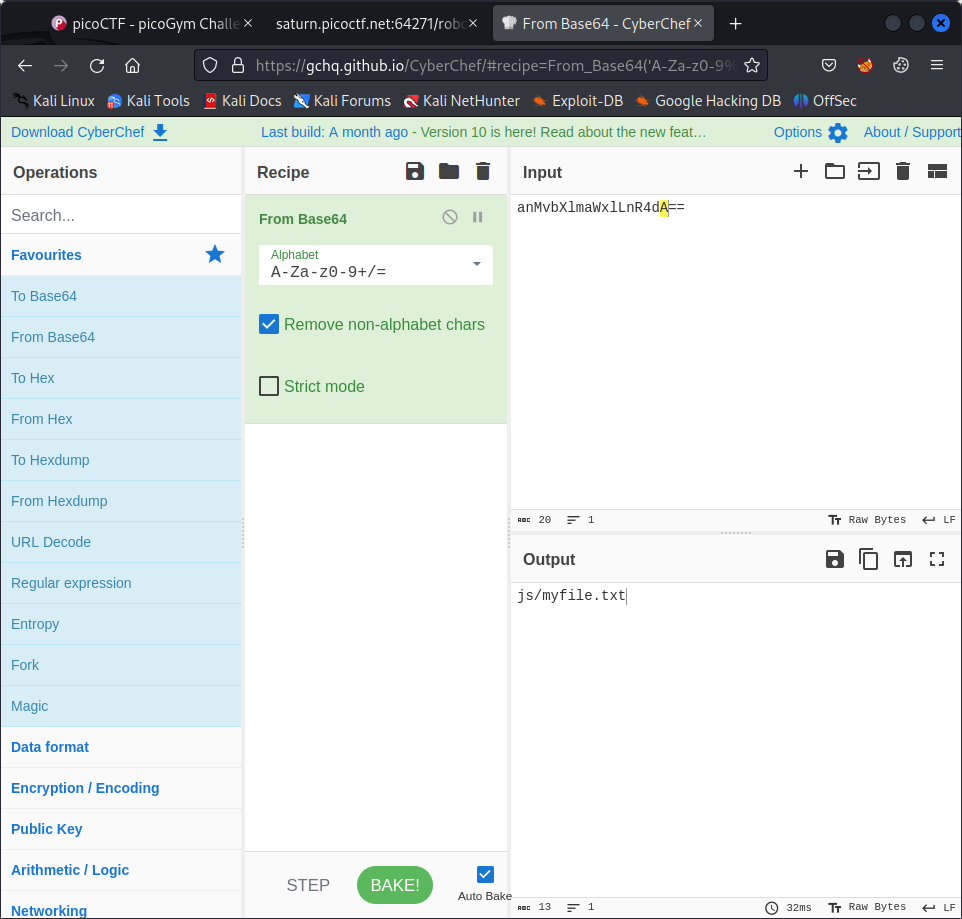 picoCTF - picoGym Challe
saturn.picoctf.net:64271/robo
From Base64 - CyberChef
https://gchq.github.io/CyberChef/#recipe=From_Base64('A-Za-z0-9%
Kali Linux
Kali Tools
Kali Docs
Kali Forums
Kali NetHunter
Exploit-DB
Google Hacking DB
OffSec
Download CyberChef
Last build: A month ago - Version 10 is here! Read about the new feat…
Options
About / Support
Operations
Search...
Favourites
To Base64
From Base64
To Hex
From Hex
To Hexdump
From Hexdump
URL Decode
Regular expression
Entropy
Fork
Magic
Data format
Encryption / Encoding
Public Key
Arithmetic / Logic
Networking
Recipe
From Base64
Alphabet
A-Za-z0-9+/=
Remove non-alphabet chars
Strict mode
STEP
BAKE!
Auto Bake
Input
anMvbXlmaWxlLnR4dA==
ABC 20 1 Tт Raw Bytes LF
Output
js/myfile.txt
ABC 13 1 32ms Tт Raw Bytes LF